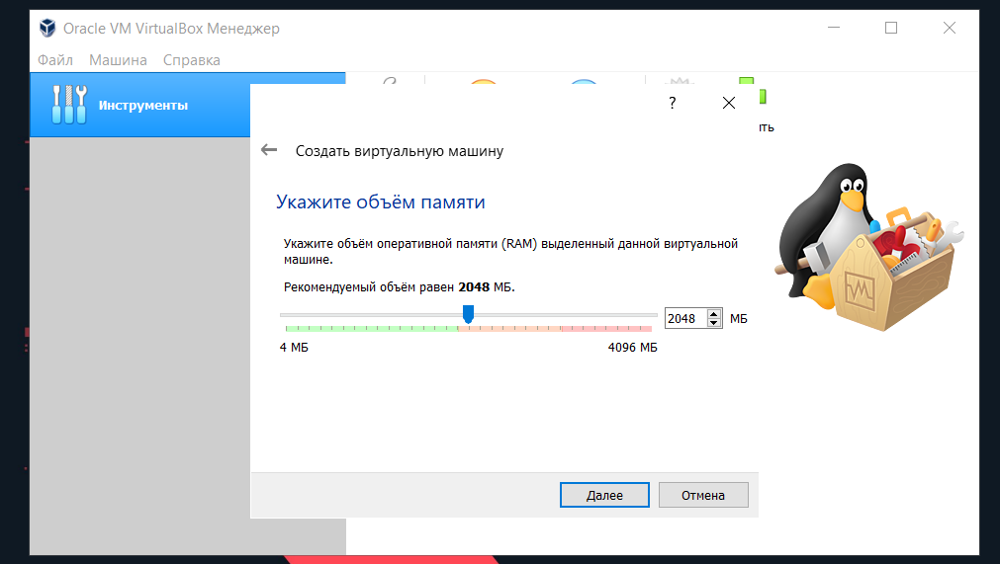 Oracle VM VirtualBox Менеджер
Файл Машина Справка
Инструменты
?
ть
Создать виртуальную машину
Укажите объём памяти
Укажите объём оперативной памяти (RAM) выделенный данной виртуальной
машине.
Рекомендуемый объём равен 2048 МБ.
2048 МБ
4 МБ 4096 МБ
Далее Отмена